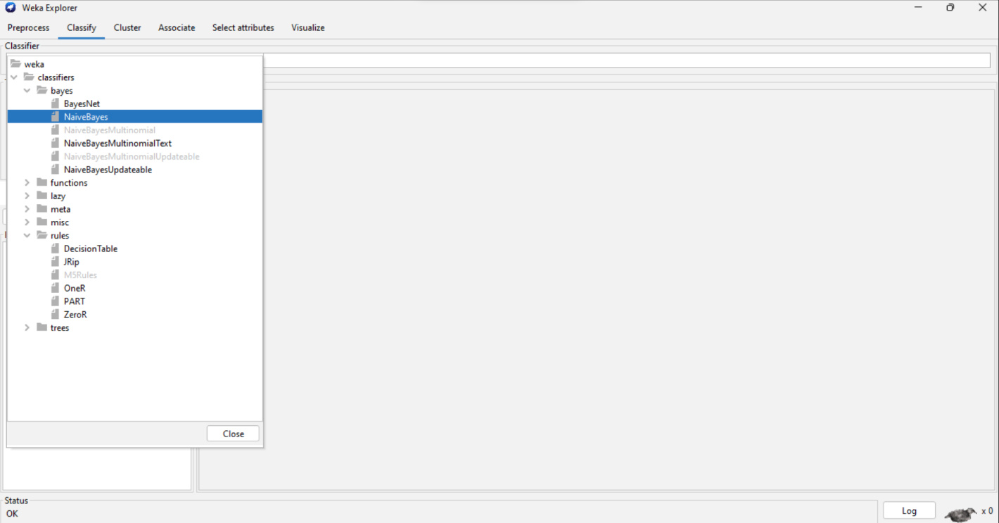 Weka Explorer
Preprocess Classify Cluster Associate Select attributes Visualize
Classifier
weka
classifiers
bayes
BayesNet
NaiveBayes
NaiveBayesMultinomial
NaiveBayesMultinomialText
NaiveBayesMultinomialUpdateable
NaiveBayesUpdateable
functions
lazy
meta
misc
rules
DecisionTable
JRip
M5Rules
OneR
PART
ZeroR
trees
Close
Status
OK
Log
x 0